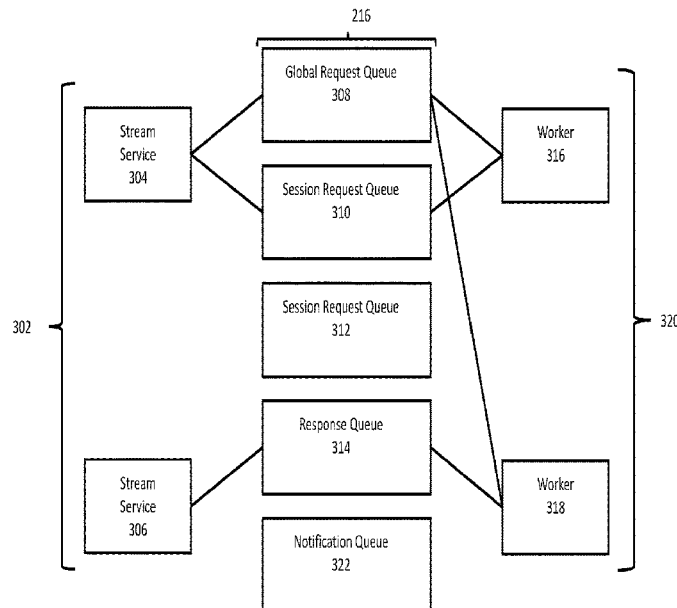 216
Global Request Queue
308
Stream
Service
304
Worker
316
Session Request Queue
310
Session Request Queue
312
302
320
Response Queue
314
Stream
Service
306
Worker
318
Notification Queue
322